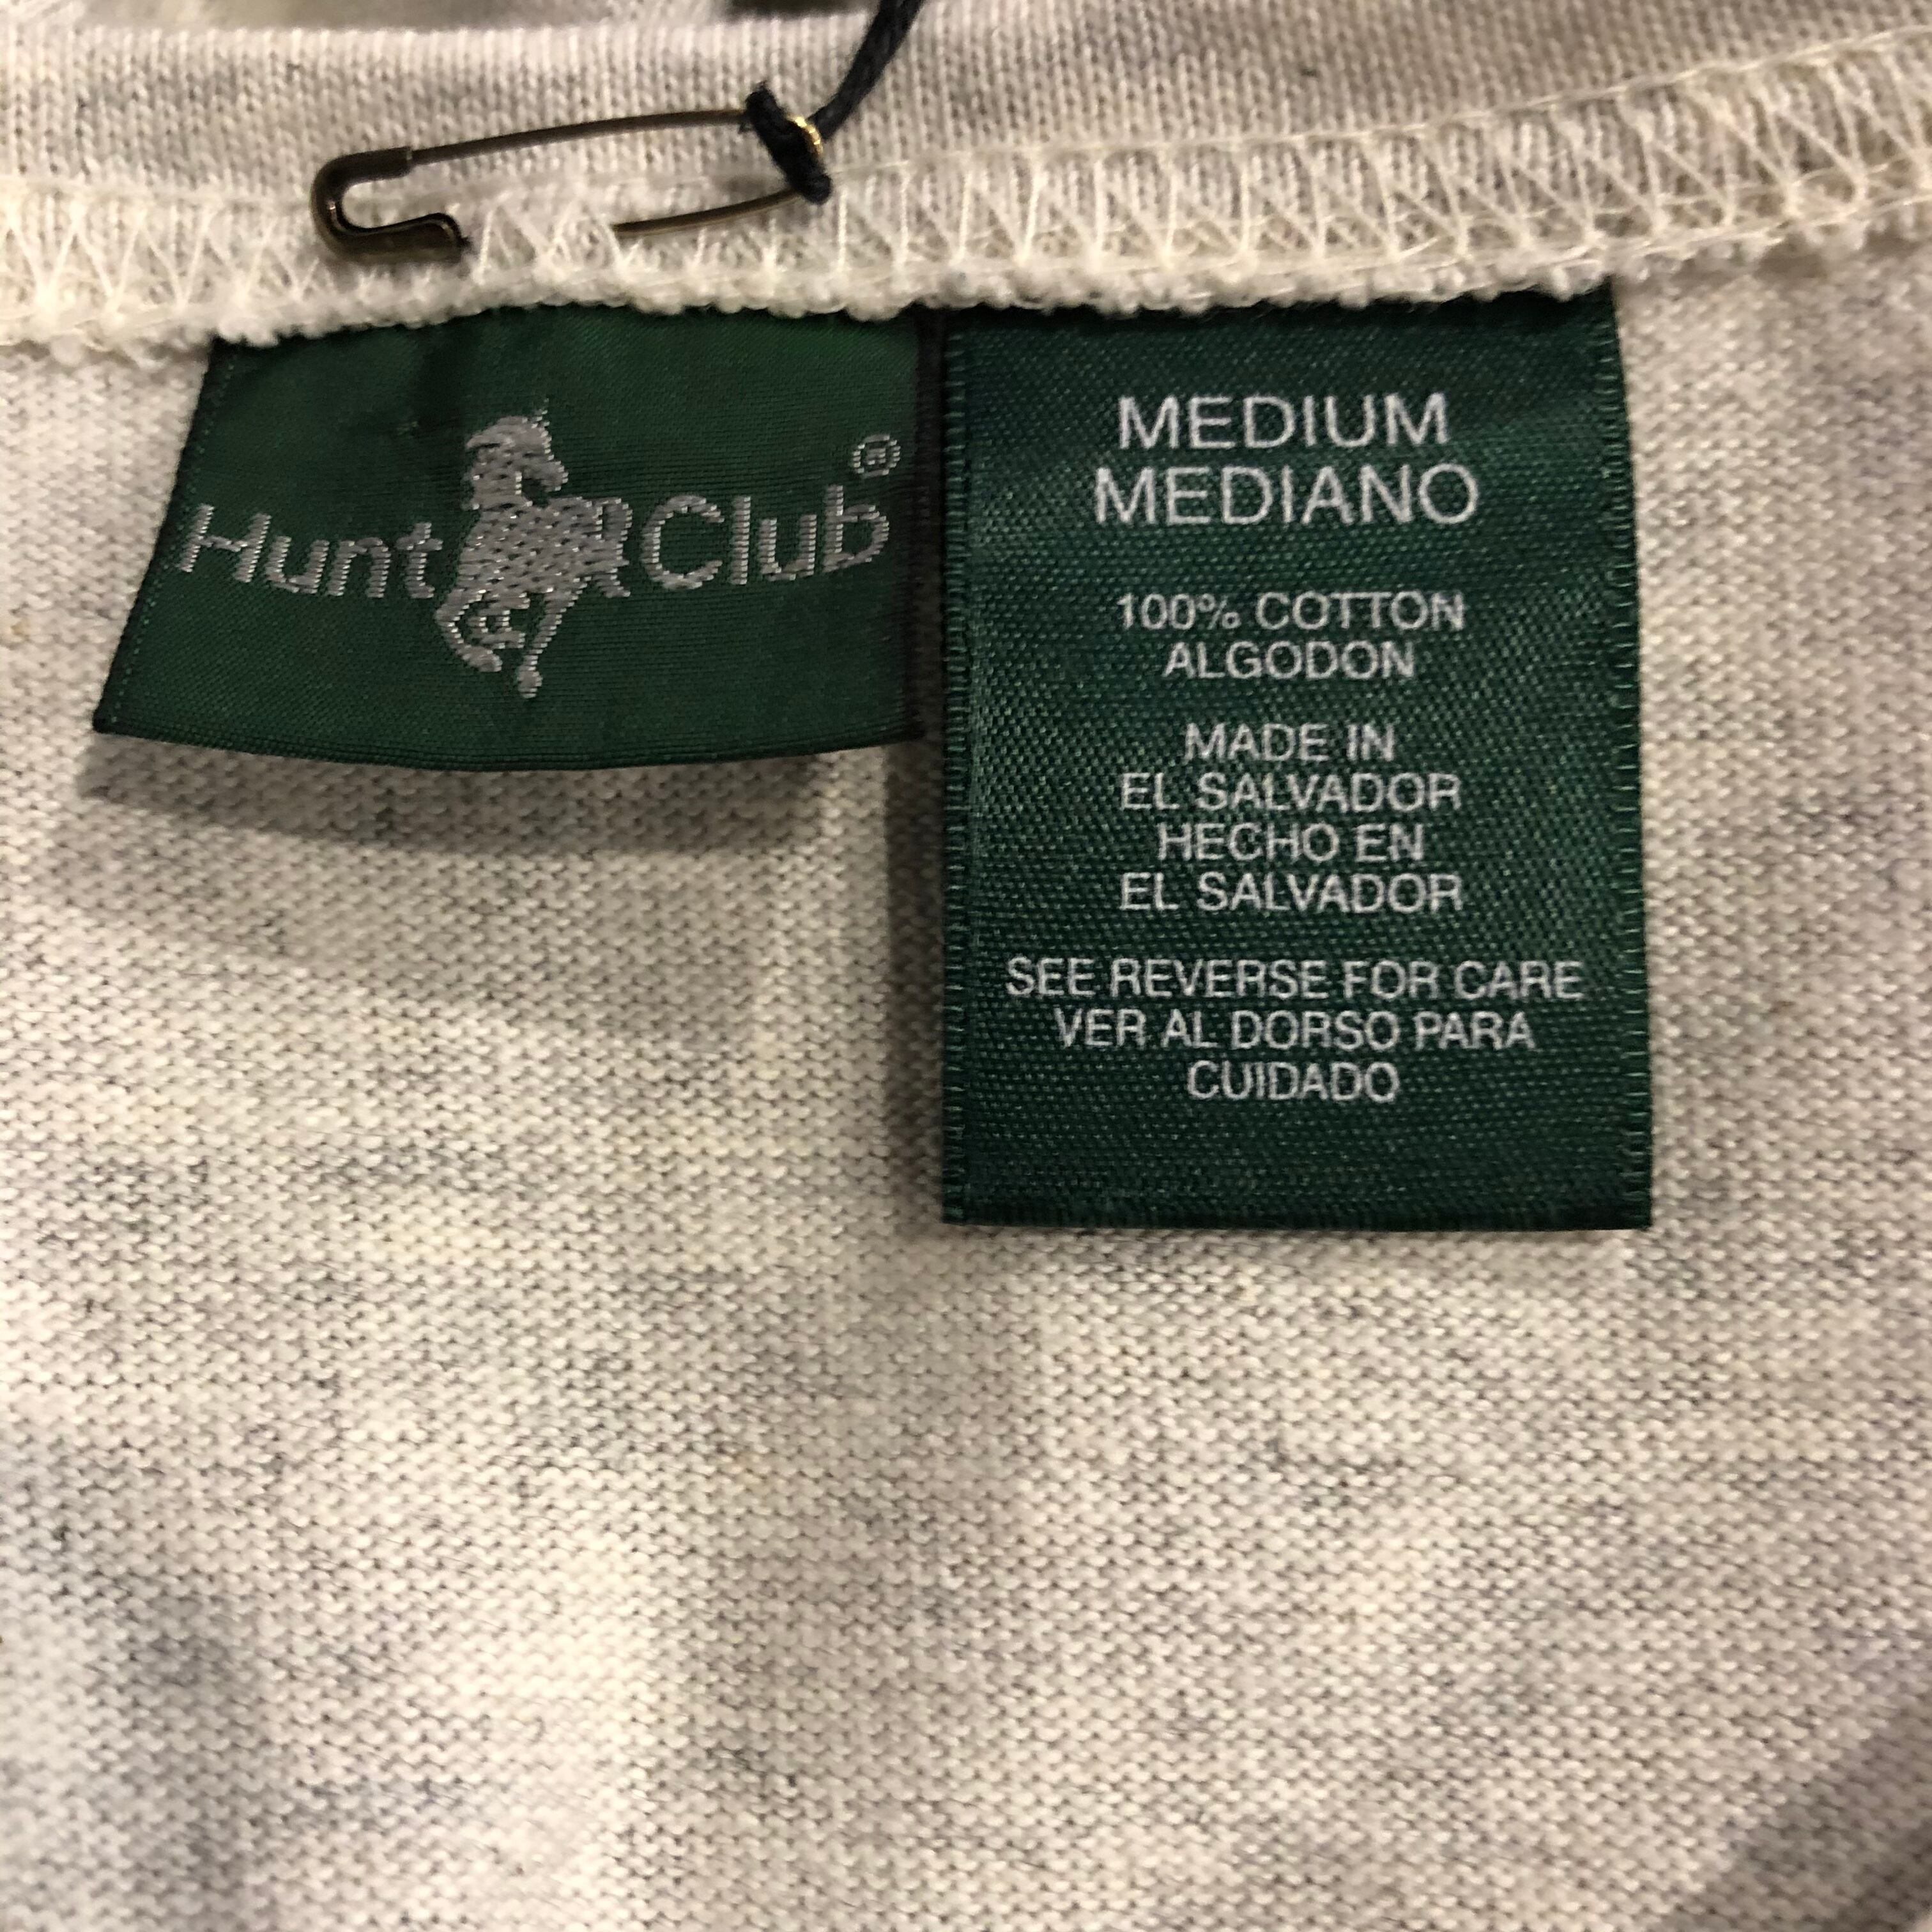 Hunt Club®
MEDIUM
MEDIANO
100% COTTON
ALGODON
MADE IN
EL SALVADOR
HECHO EN
EL SALVADOR
SEE REVERSE FOR CARE
VER AL DORSO PARA
CUIDADO